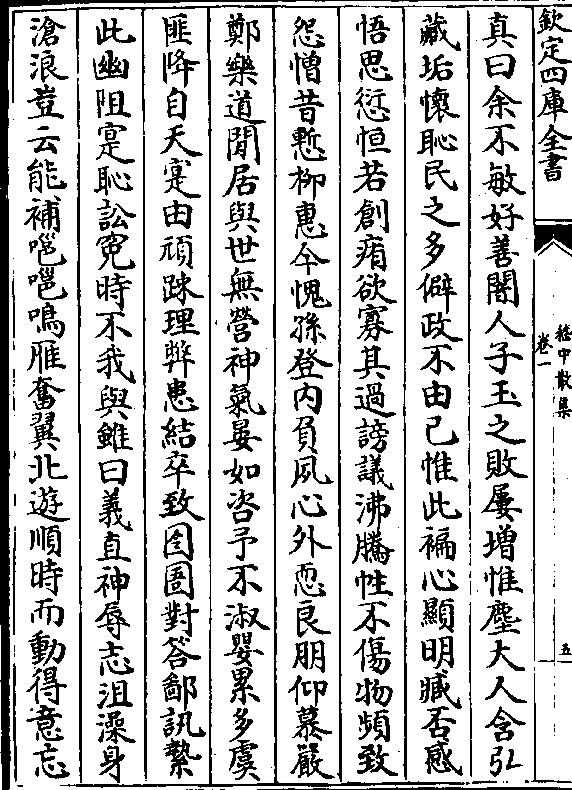 欽定四庫全書
嵇中散集
卷一
五
真曰余不敏好善闇人子玉之敗屢增惟塵大人含弘
藏垢懷恥民之多僻政不由己惟此褊心顯明臧否感
悟思愆恒若創痏欲寡其過謗議沸騰性不傷物頻致
怨憎昔慙柳惠今愧孫登內負夙心外恧良朋仰慕嚴
鄭樂道閒居與世無營神氣晏如咨予不淑嬰累多虞
匪降自天寔由頑踈理弊患結卒致囹圄對答鄙訊縶
此幽阻寔恥訟冤時不我與雖曰義直神辱志沮澡身
滄浪豈云能補嗈嗈鳴雁奮翼北遊順時而動得意忘